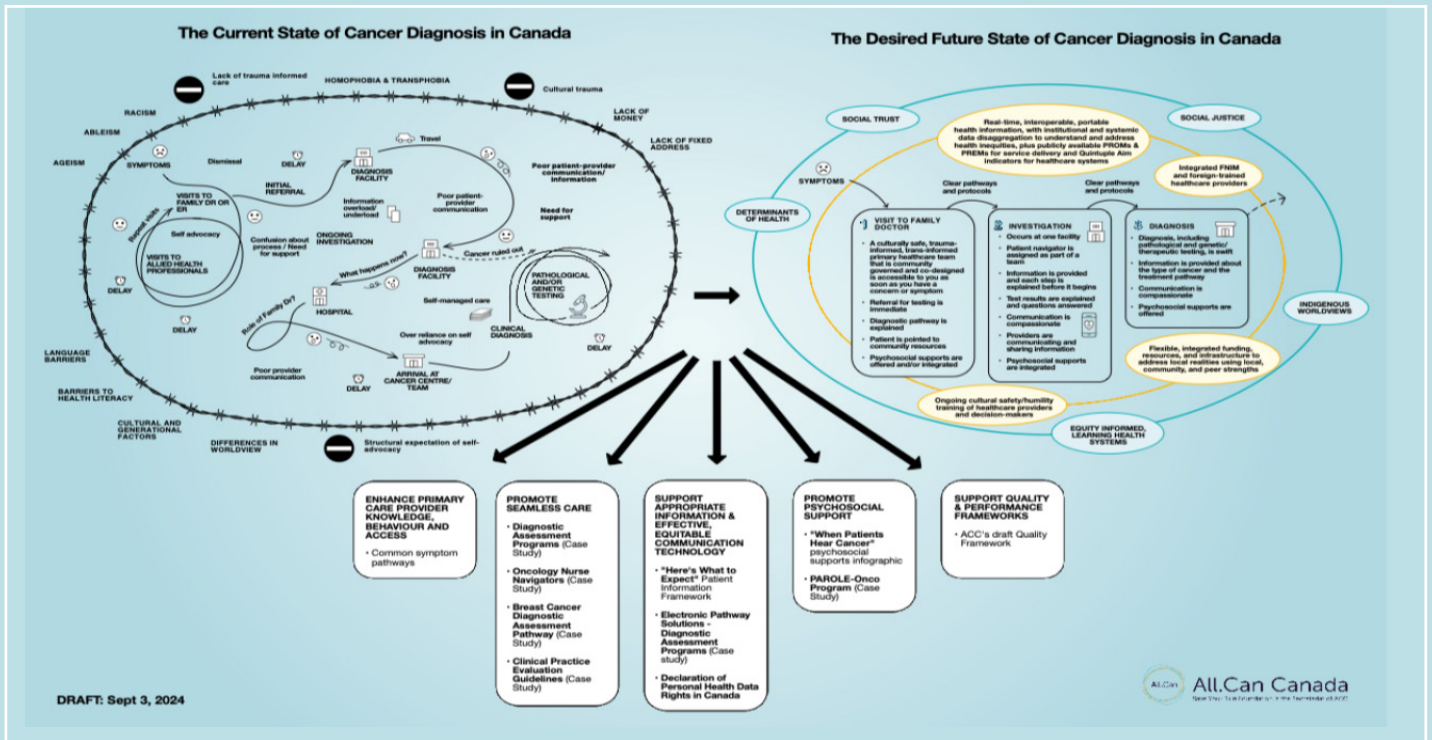 The Current State of Cancer Diagnosis in Canada
Lack of trauma informed
care
HOMOPHOBIA & TRANSPHOBIA
Cultural trauma
RACISM
LACK OF
MONEY
ABLEISM
LACK OF FIXED
ADDRESS
AGEISM
SYMPTOMS
Dismissal
DELAY
Travel
DIAGNOSIS
FACILITY
Poor patient-provider
communication/
information
INITIAL
REFERRAL
VISITS TO
FAMILY DR OR
ER
Information
overload/
underload
Poor patient-
provider
communication
Need for
support
Repeat visits
Self advocacy
Confusion about
process / Need
for support
ONGOING
INVESTIGATION
VISITS TO
ALLIED HEALTH
PROFESSIONALS
What happens now?
DIAGNOSIS
FACILITY
Cancer ruled out
PATHOLOGICAL
AND/OR
GENETIC
TESTING
DELAY
HOSPITAL
Self-managed care
Role of Family Dr?
DELAY
Over reliance on self
advocacy
CLINICAL
DIAGNOSIS
DELAY
Poor provider
communication
DELAY
ARRIVAL AT
CANCER CENTRE/
TEAM
LANGUAGE
BARRIERS
BARRIERS TO
HEALTH LITERACY
CULTURAL AND
GENERATIONAL
FACTORS
DIFFERENCES IN
WORLDVIEW
Structural expectation of self-
advocacy
The Desired Future State of Cancer Diagnosis in Canada
SOCIAL TRUST
SOCIAL JUSTICE
Real-time, interoperable, portable
health information, with institutional and systemic
data disaggregation to understand and address
health inequities, plus publicly available PROMs &
PREMs for service delivery and Quintuple Aim
indicators for healthcare systems
Integrated FNIM
and foreign-trained
healthcare providers
SYMPTOMS
Clear pathways
and protocols
Clear pathways
and protocols
DETERMINANTS
OF HEALTH
VISIT TO FAMILY
DOCTOR
• A culturally safe, trauma-
informed, trans-informed
primary healthcare team
that is community
governed and co-designed
is accessible to you as
soon as you have a
concern or symptom
• Referral for testing is
immediate
• Diagnostic pathway is
explained
• Patient is pointed to
community resources
• Psychosocial supports are
offered and/or integrated
INVESTIGATION
• Occurs at one facility
• Patient navigator is
assigned as part of a
team
• Information is provided
and each step is
explained before it begins
• Test results are explained
and questions answered
• Communication is
compassionate
• Providers are
communicating and
sharing information
• Psychosocial supports
are integrated
DIAGNOSIS
• Diagnosis, including
pathological and genetic/
therapeutic testing, is swift
• Information is provided about
the type of cancer and the
treatment pathway
• Communication is
compassionate
• Psychosocial supports are
offered
INDIGENOUS
WORLDVIEWS
Flexible, integrated funding,
resources, and infrastructure to
address local realities using local,
community, and peer strengths
Ongoing cultural safety/humility
training of healthcare providers
and decision-makers
EQUITY INFORMED,
LEARNING HEALTH
SYSTEMS
ENHANCE PRIMARY
CARE PROVIDER
KNOWLEDGE,
BEHAVIOUR AND
ACCESS
• Common symptom
pathways
PROMOTE
SEAMLESS CARE
• Diagnostic
Assessment
Programs (Case
Study)
• Oncology Nurse
Navigators (Case
Study)
• Breast Cancer
Diagnostic
Assessment
Pathway (Case
Study)
• Clinical Practice
Evaluation
Guidelines (Case
Study)
SUPPORT
APPROPRIATE
INFORMATION &
EFFECTIVE,
EQUITABLE
COMMUNICATION
TECHNOLOGY
• "Here's What to
Expect" Patient
Information
Framework
• Electronic Pathway
Solutions -
Diagnostic
Assessment
Programs (Case
study)
• Declaration of
Personal Health Data
Rights in Canada
PROMOTE
PSYCHOSOCIAL
SUPPORT
• "When Patients
Hear Cancer"
psychosocial
supports infographic
• PAROLE-Onco
Program (Case
Study)
SUPPORT QUALITY
& PERFORMANCE
FRAMEWORKS
• ACC's draft Quality
Framework
DRAFT: Sept 3, 2024
All.Can
All.Can Canada